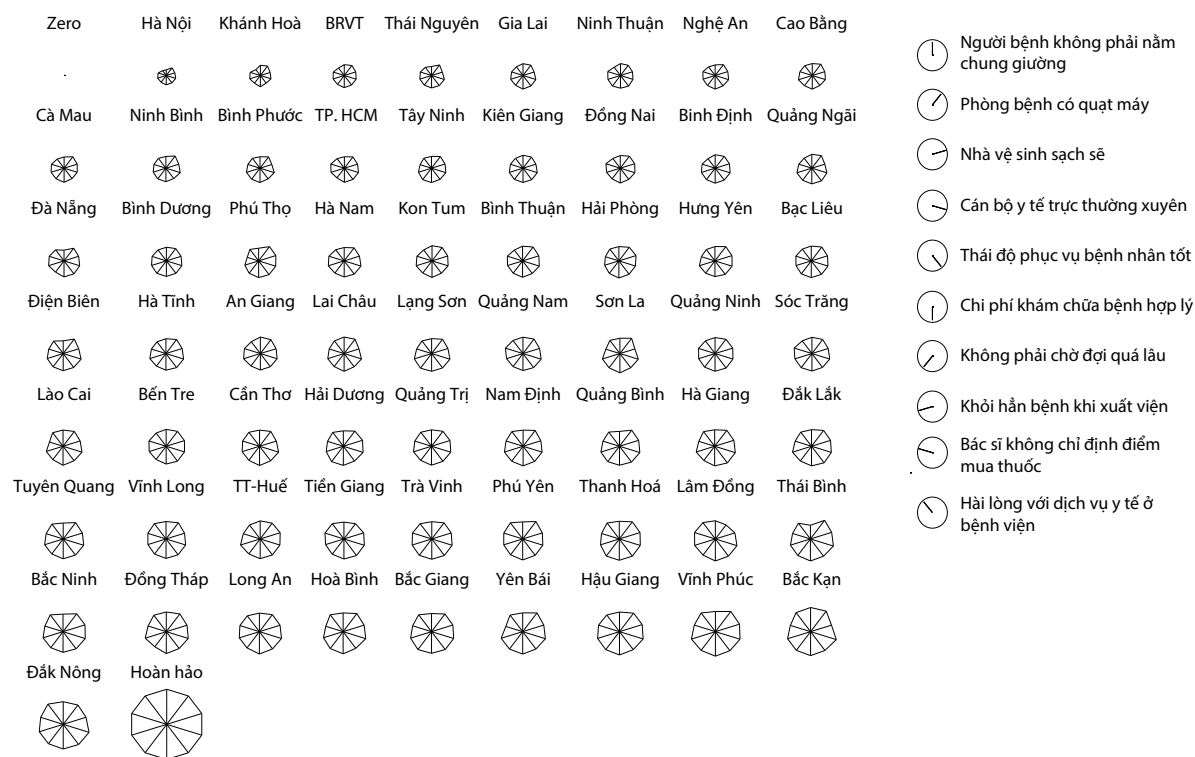 Zero Hà Nội Khánh Hoà BRVT Thái Nguyên Gia Lai Ninh Thuận Nghệ An Cao Bằng
Cà Mau Ninh Bình Bình Phước TP. HCM Tây Ninh Kiên Giang Đồng Nai Binh Định Quảng Ngãi
Đà Nẵng Bình Dương Phú Thọ Hà Nam Kon Tum Bình Thuận Hải Phòng Hưng Yên Bạc Liêu
Điện Biên Hà Tĩnh An Giang Lai Châu Lạng Sơn Quảng Nam Sơn La Quảng Ninh Sóc Trăng
Lào Cai Bến Tre Cần Thơ Hải Dương Quảng Trị Nam Định Quảng Bình Hà Giang Đắk Lắk
Tuyên Quang Vĩnh Long TT-Huế Tiền Giang Trà Vinh Phú Yên Thanh Hoá Lâm Đồng Thái Bình
Bắc Ninh Đồng Tháp Long An Hoà Bình Bắc Giang Yên Bái Hậu Giang Vĩnh Phúc Bắc Kạn
Đắk Nông Hoàn hảo
Người bệnh không phải nằm
chung giường
Phòng bệnh có quạt máy
Nhà vệ sinh sạch sẽ
Cán bộ y tế trực thường xuyên
Thái độ phục vụ bệnh nhân tốt
Chi phí khám chữa bệnh hợp lý
Không phải chờ đợi quá lâu
Khỏi hẳn bệnh khi xuất viện
Bác sĩ không chỉ định điểm
mua thuốc
Hài lòng với dịch vụ y tế ở
bệnh viện